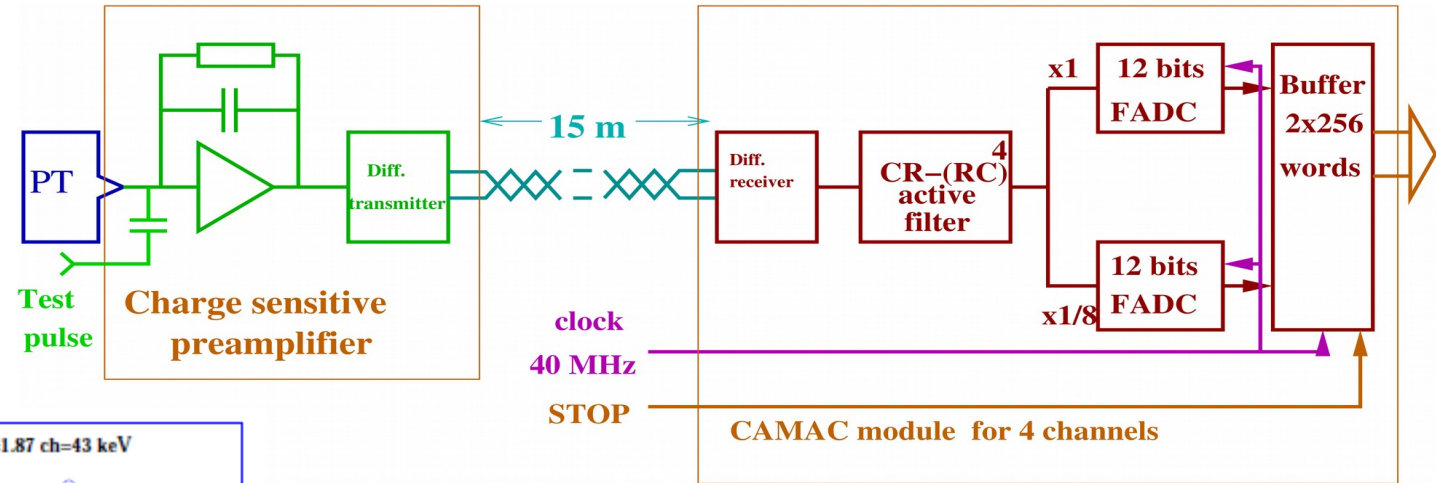 PT
Test
pulse
Charge sensitive
preamplifier
Diff.
transmitter
15 m
Diff.
receiver
CR–(RC)4
active
filter
x1
12 bits
FADC
x1/8
12 bits
FADC
Buffer
2x256
words
clock
40 MHz
STOP
CAMAC module for 4 channels
1.87 ch=43 keV